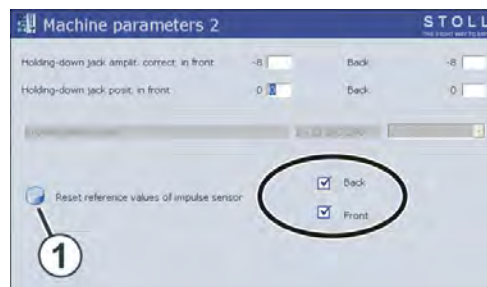 Machine parameters 2
STOLL
Holding-down jack amplit. correct. in front -8 Back -8
Holding-down jack posit. in front 0 0 Back 0
Back
Reset reference values of impulse sensor
Front
1